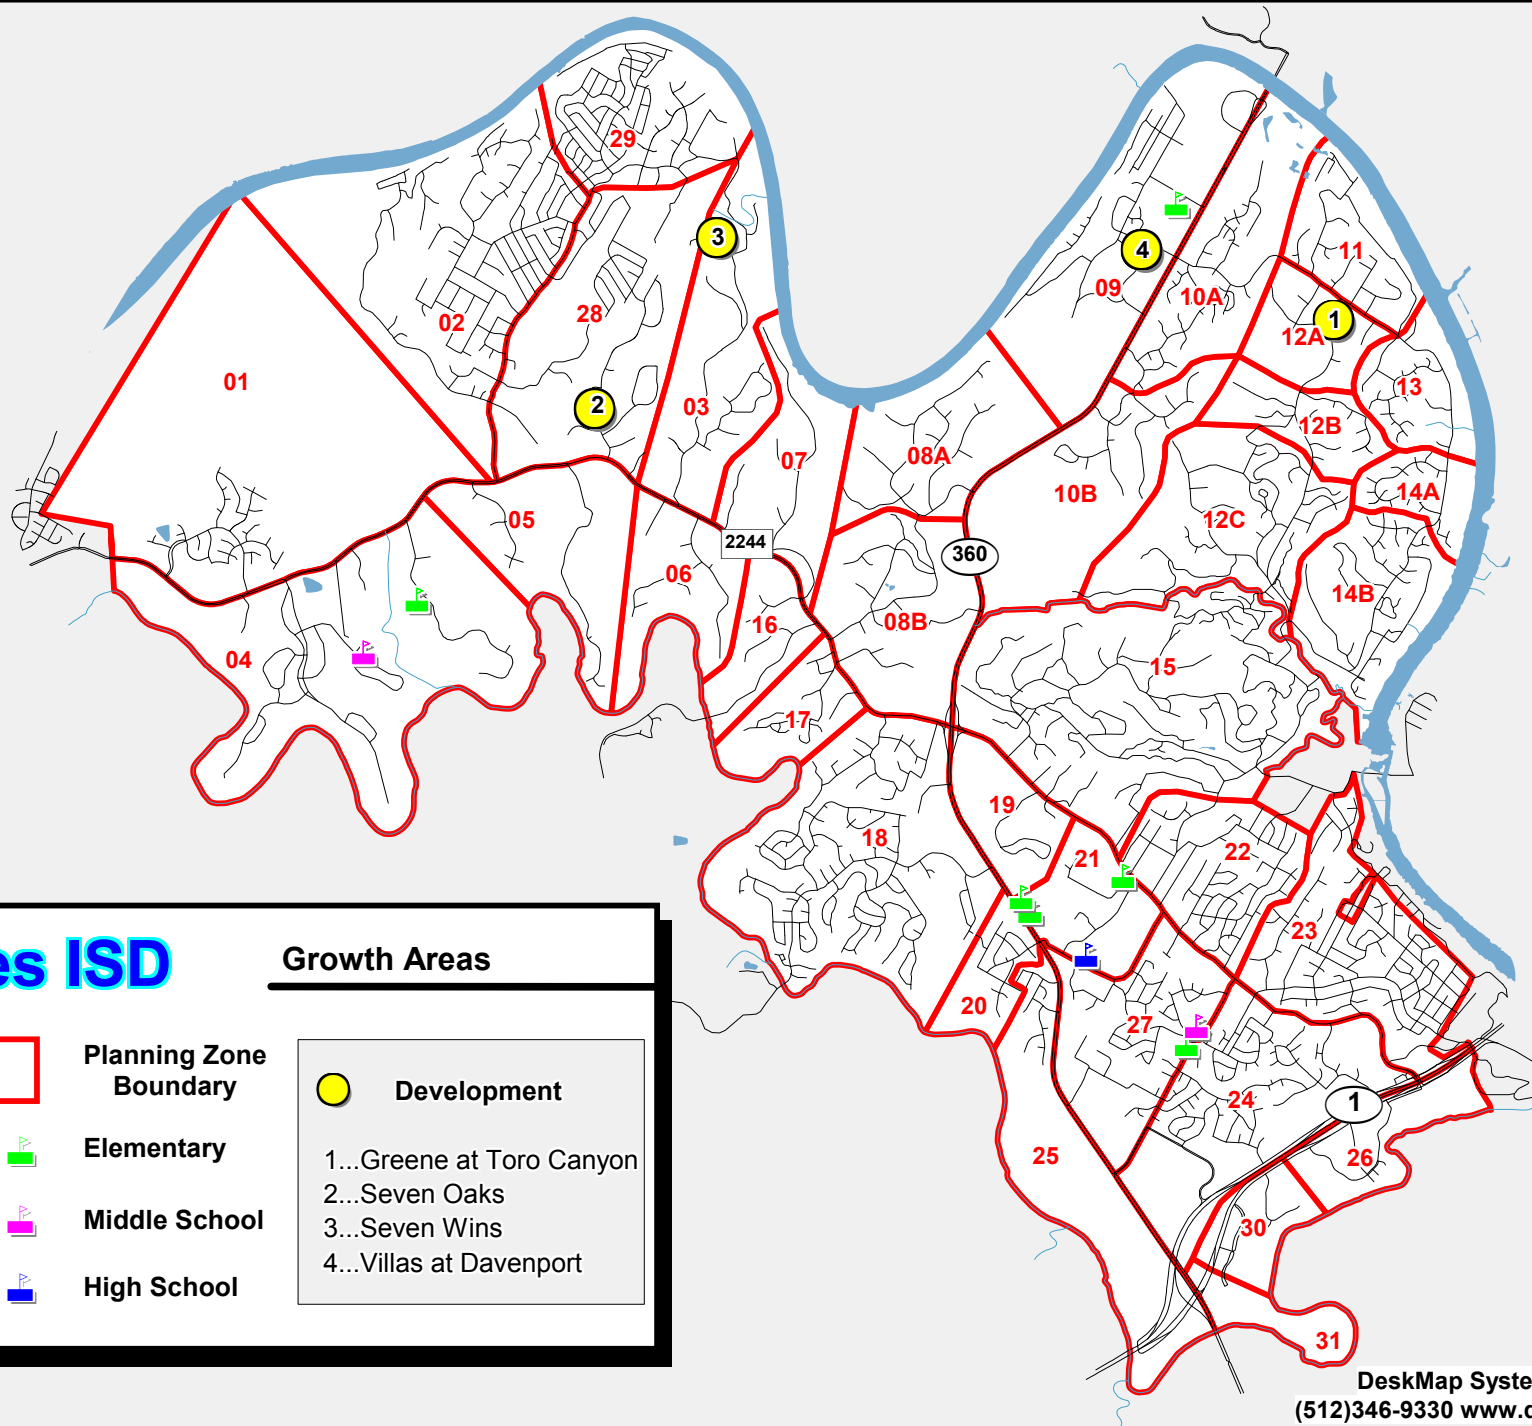 29
3
4
11
09
10A
02
28
1
12A
01
2
03
13
12B
07
08A
10B
14A
05
12C
2244
360
06
14B
16
08B
04
15
17
19
18
21
22
23
20
27
24
1
25
26
30
31
es ISD
Growth Areas
Planning Zone
Boundary
Elementary
Middle School
High School
Development
1...Greene at Toro Canyon
2...Seven Oaks
3...Seven Wins
4...Villas at Davenport
DeskMap Syste
(512)346-9330 www.d